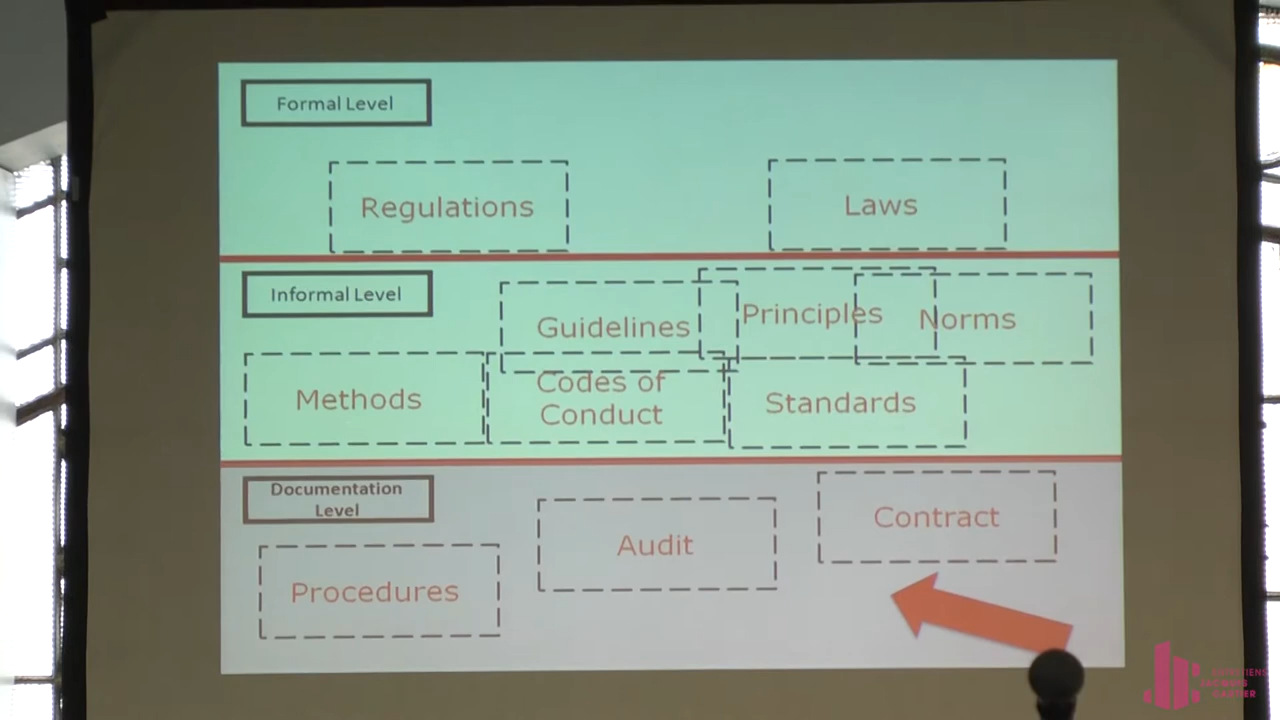 Formal Level
Regulations
Laws
Informal Level
Guidelines
Principles
Norms
Methods
Codes of
Conduct
Standards
Documentation
Level
Procedures
Audit
Contract